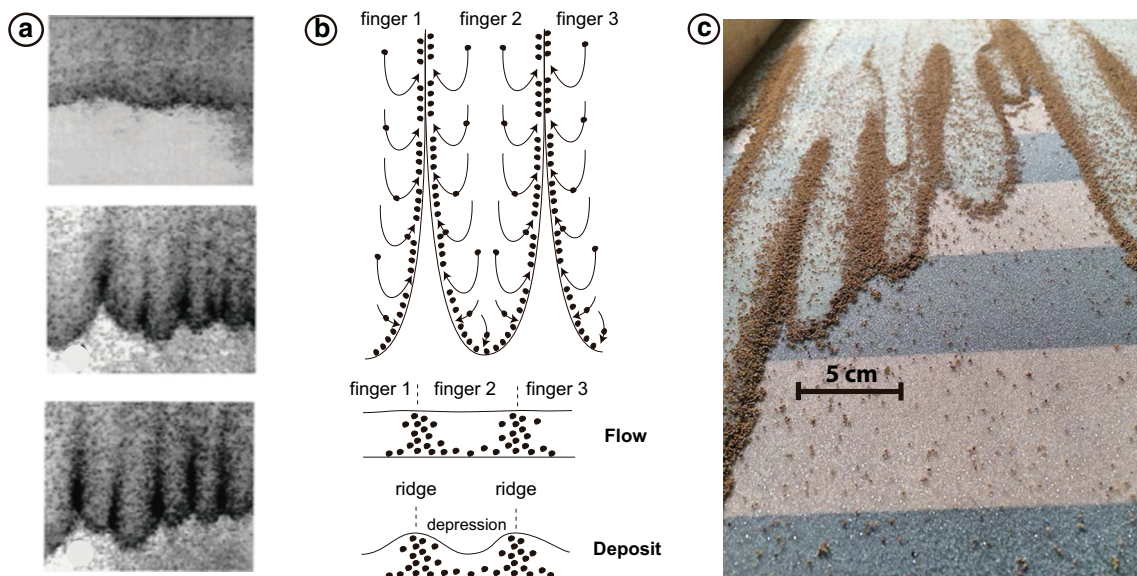 a
b
finger 1 finger 2 finger 3
finger 1 finger 2 finger 3
Flow
ridge ridge
depression
Deposit
c
5 cm